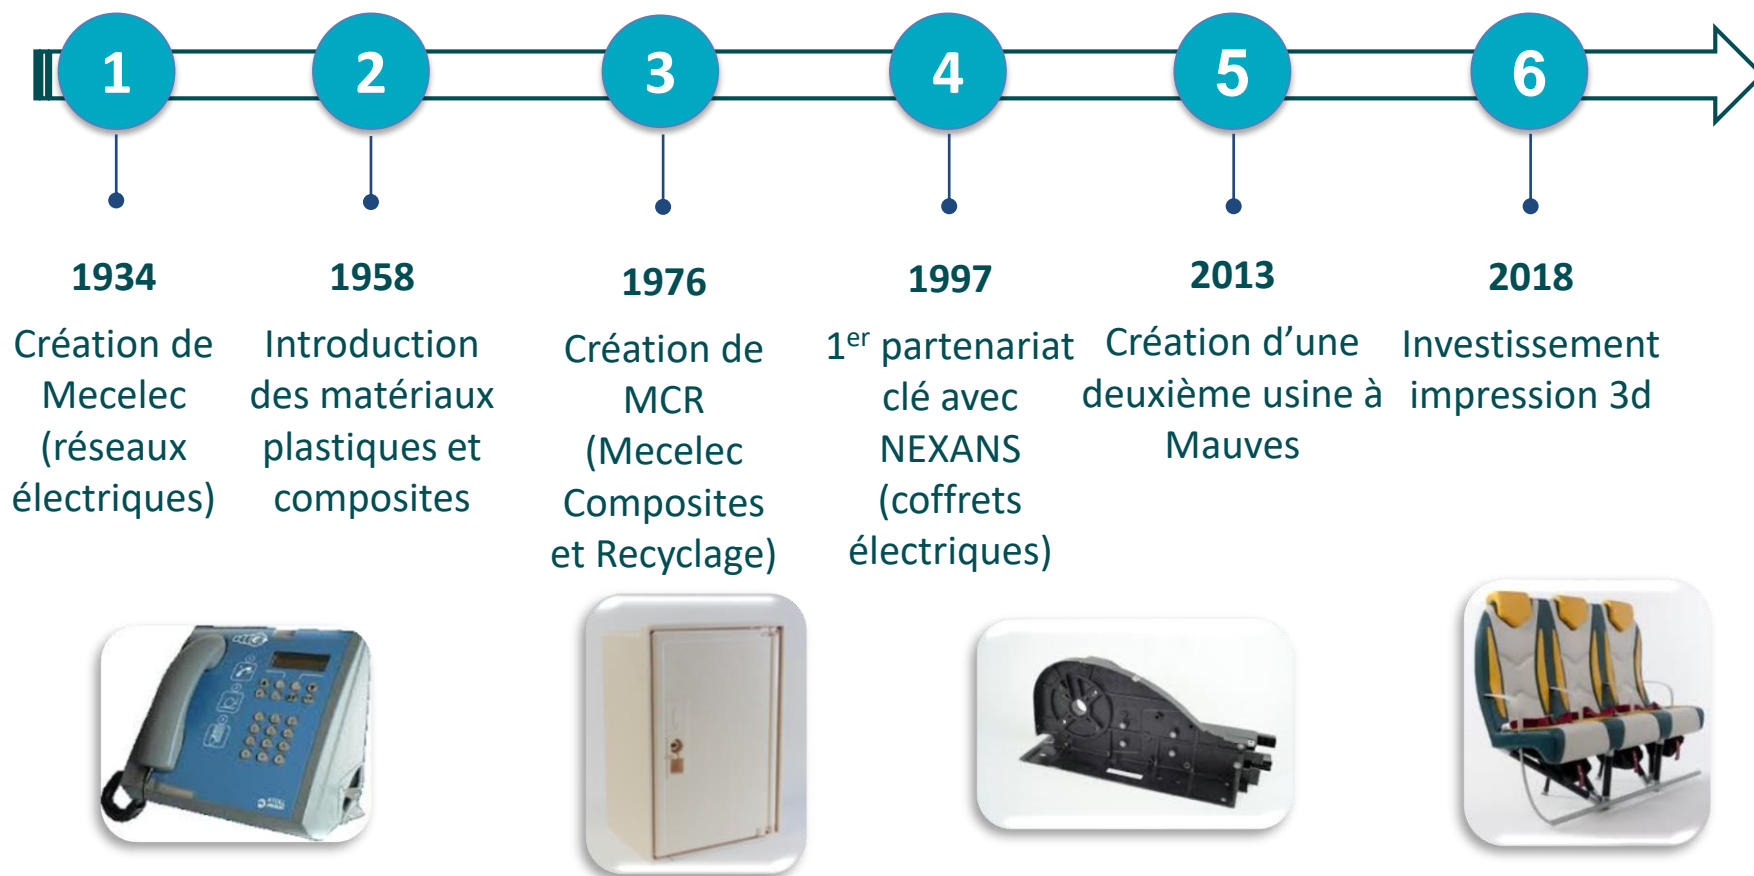 1
2
3
4
5
6
1934
Création de
Mecelec
(réseaux
électriques)
1958
Introduction
des matériaux
plastiques et
composites
1976
Création de
MCR
(Mecelec
Composites
et Recyclage)
1997
1er partenariat
clé avec
NEXANS
(coffrets
électriques)
2013
Création d’une
deuxième usine à
Mauves
2018
Investissement
impression 3d